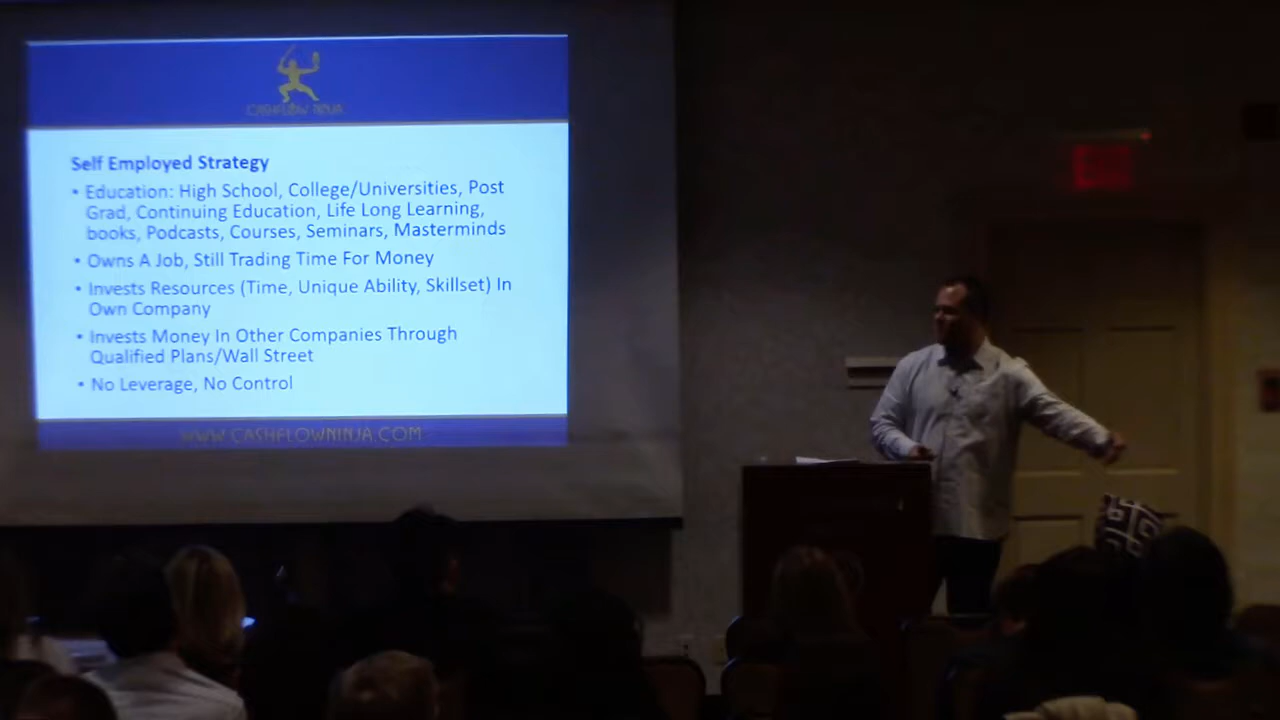 CASHFLOW NINJA
Self Employed Strategy
• Education: High School, College/Universities, Post
Grad, Continuing Education, Life Long Learning,
books, Podcasts, Courses, Seminars, Masterminds
• Owns A Job, Still Trading Time For Money
• Invests Resources (Time, Unique Ability, Skillset) In
Own Company
• Invests Money In Other Companies Through
Qualified Plans/Wall Street
• No Leverage, No Control
WWW.CASHFLOWNINJA.COM